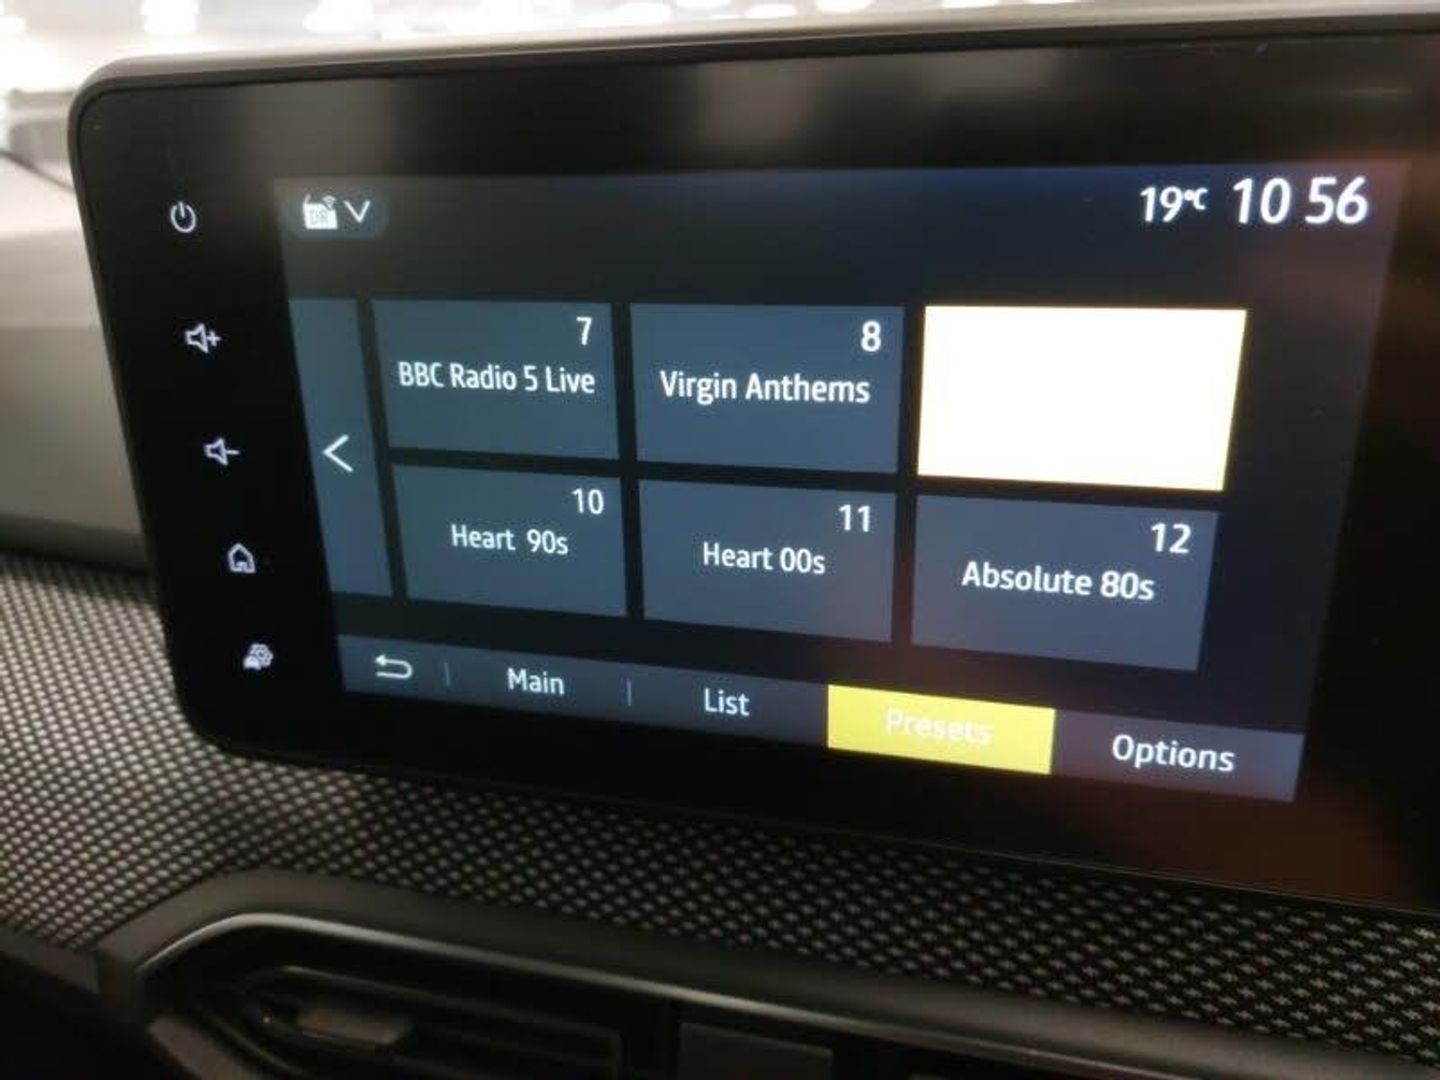 DR
19°C 10 56
7
BBC Radio 5 Live
8
Virgin Anthems
10
Heart 90s
11
Heart 00s
12
Absolute 80s
Main
List
Presets
Options